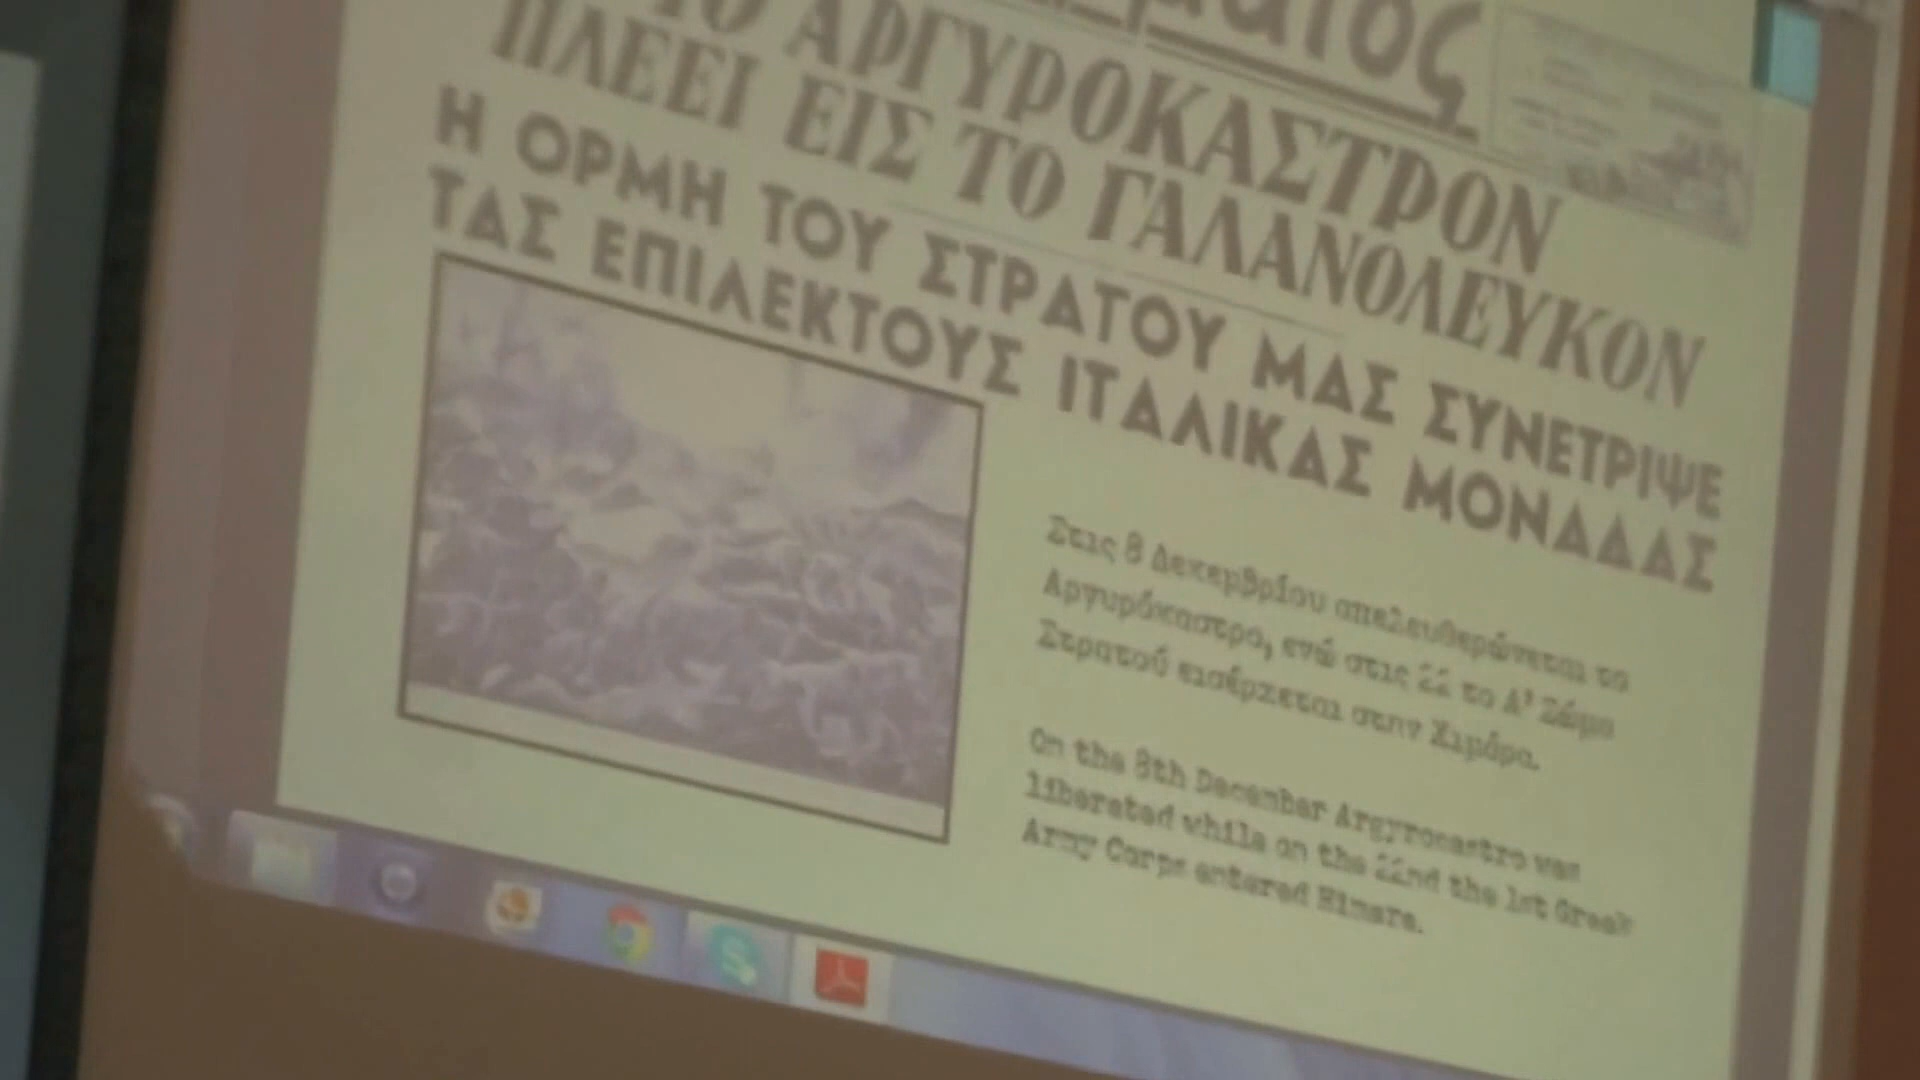 ΤΟ ΑΡΓΥΡΟΚΑΣΤΡΟΝ
ΠΛΕΕΙ ΕΙΣ ΤΟ ΓΑΛΑΝΟΛΕΥΚΟΝ
Η ΟΡΜΗ ΤΟΥ ΣΤΡΑΤΟΥ ΜΑΣ ΣΥΝΕΤΡΙΨΕ
ΤΑΣ ΕΠΙΛΕΚΤΟΥΣ ΙΤΑΛΙΚΑΣ ΜΟΝΑΔΑΣ
Στις 8 Δεκεμβρίου απελευθερώνεται το
Αργυρόκαστρο, ενώ στις 22 το Α' Σώμα
Στρατού εισέρχεται στην Χιμάρα.
On the 8th December Argyrocastro was
liberated while on the 22nd the 1st Greek
Army Corps entered Himara.